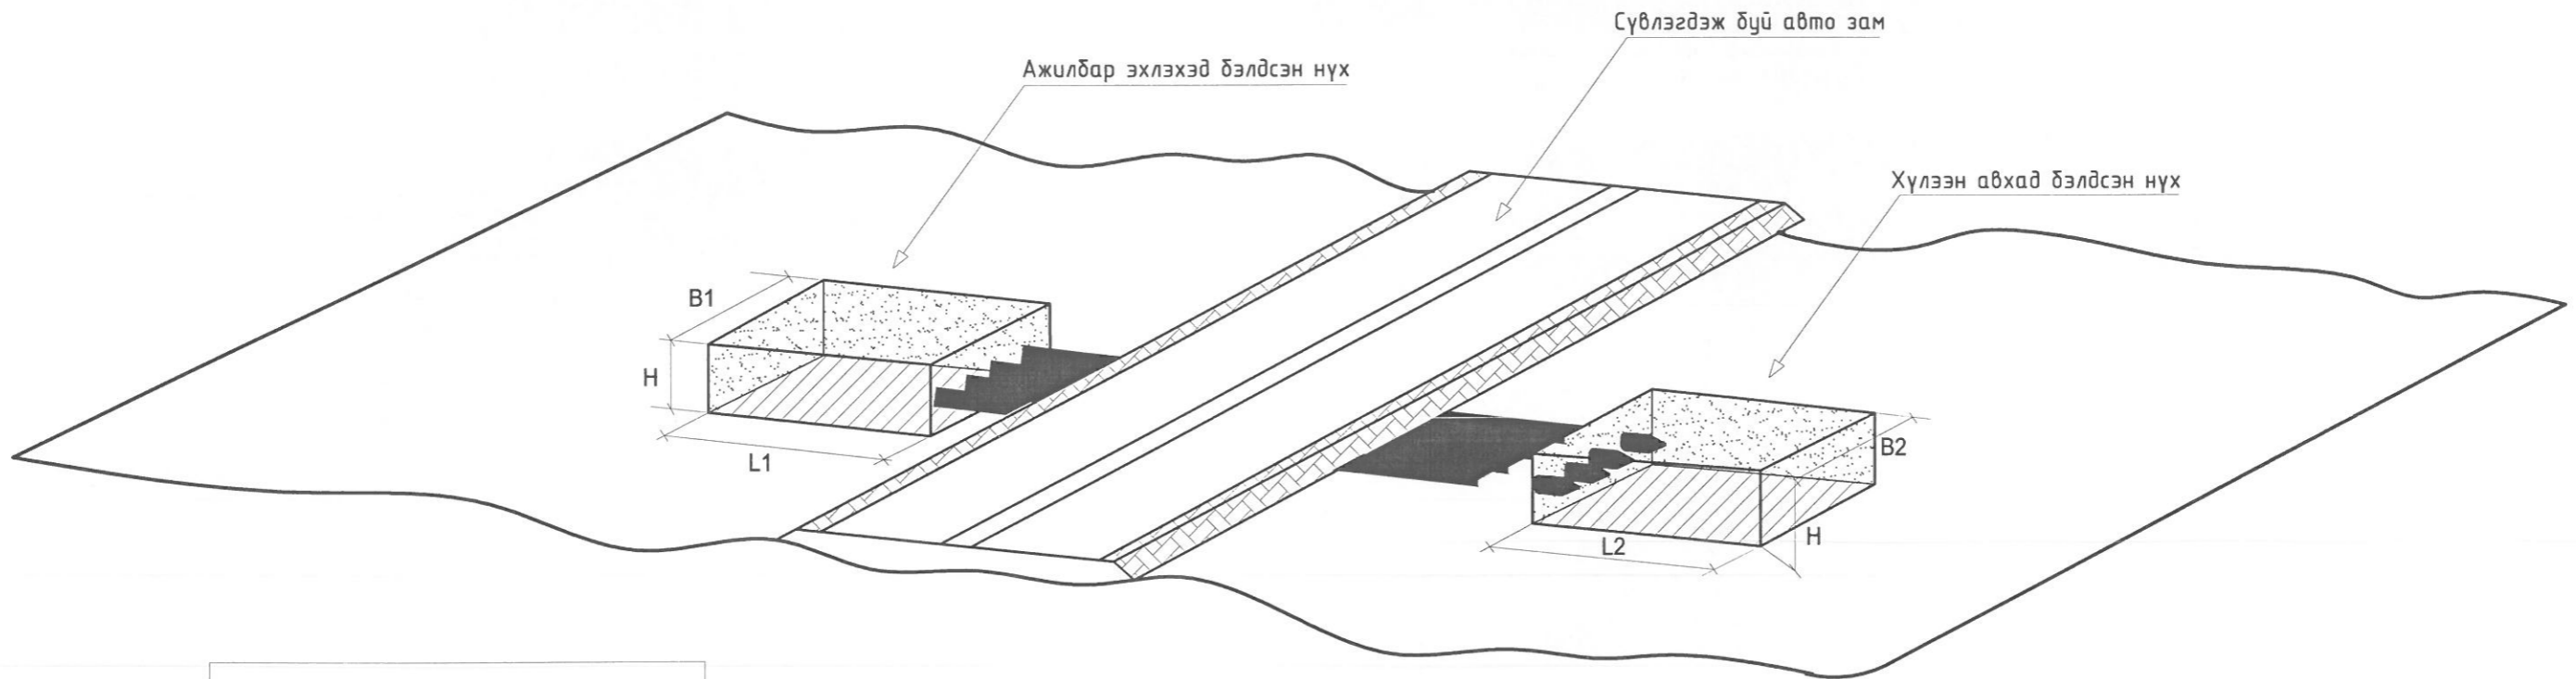 Сүвлэгдэж буй авто зам
Ажилбар эхлэхэд бэлдсэн нүх
Хүлээн авхад бэлдсэн нүх
B1
H
L1
B2
L2
H